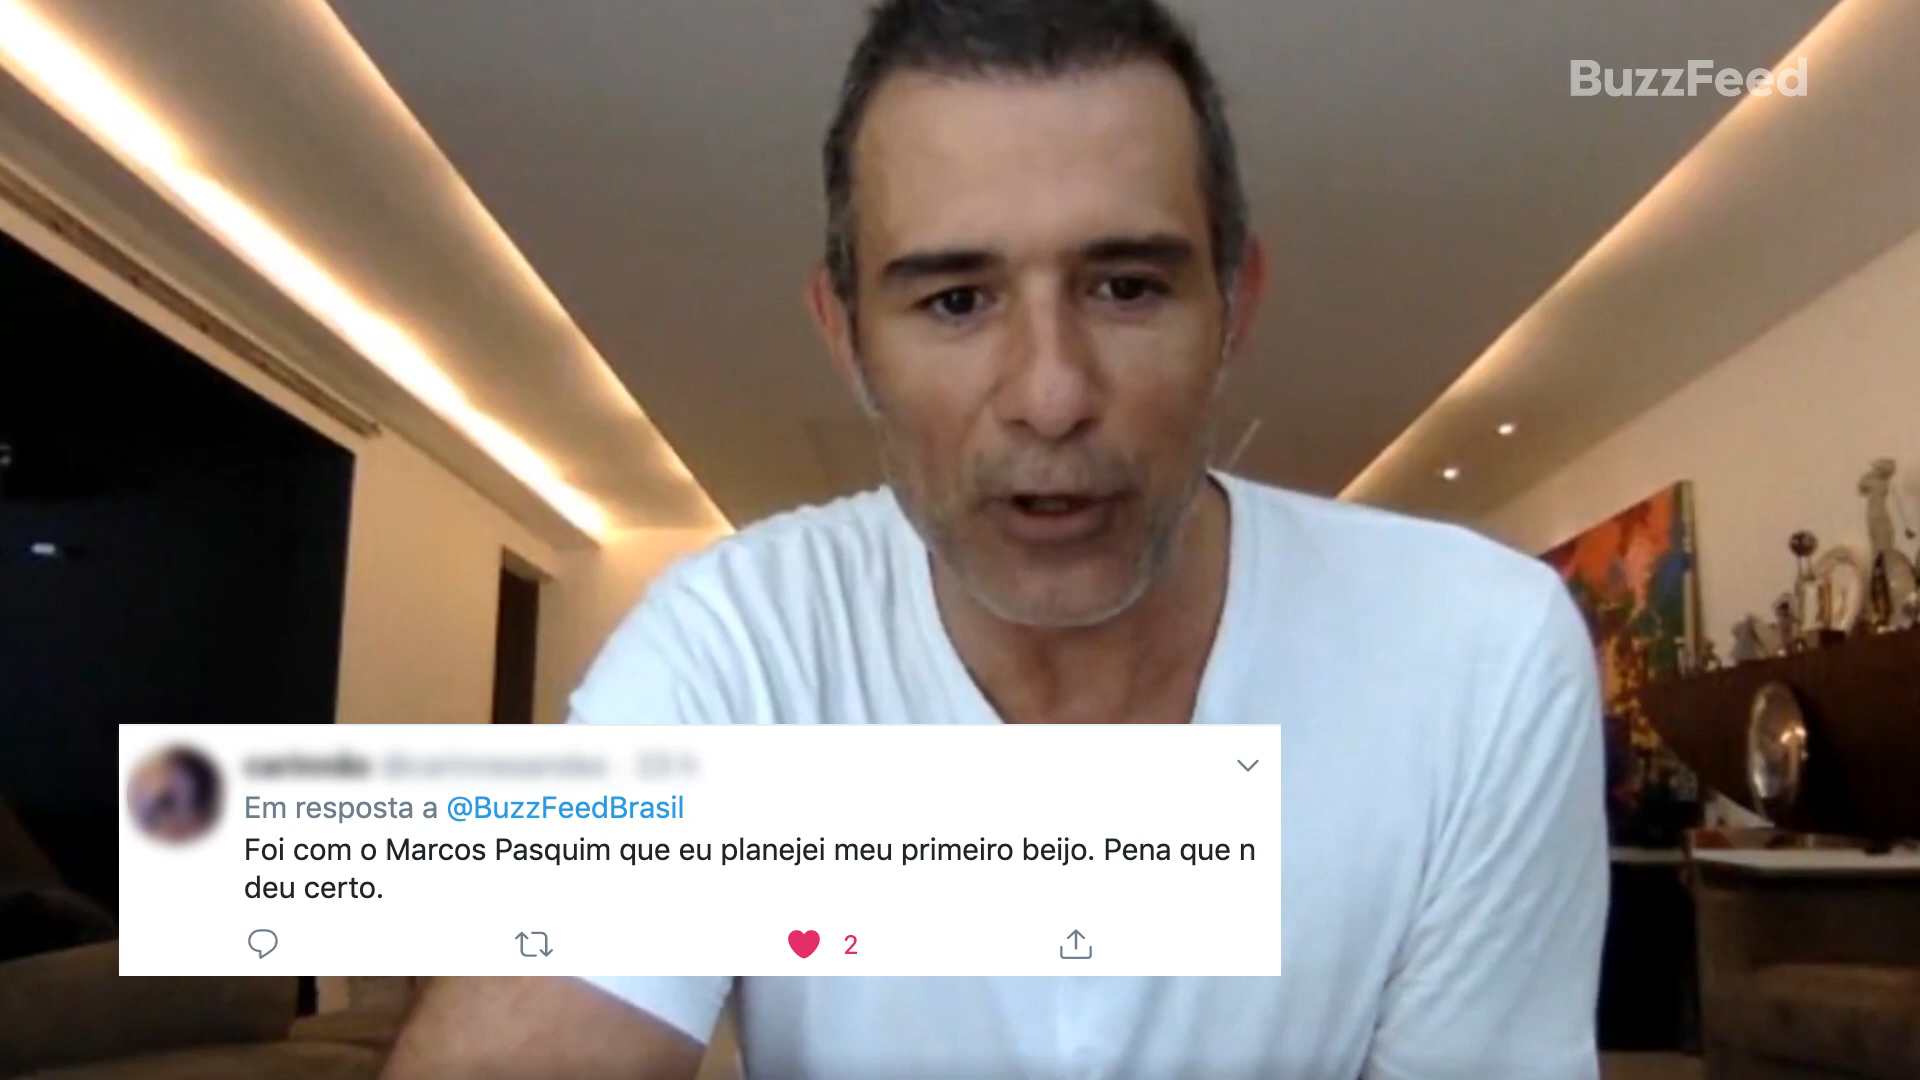 BuzzFeed
Em resposta a @BuzzFeedBrasil
Foi com o Marcos Pasquim que eu planejei meu primeiro beijo. Pena que n
deu certo.
2